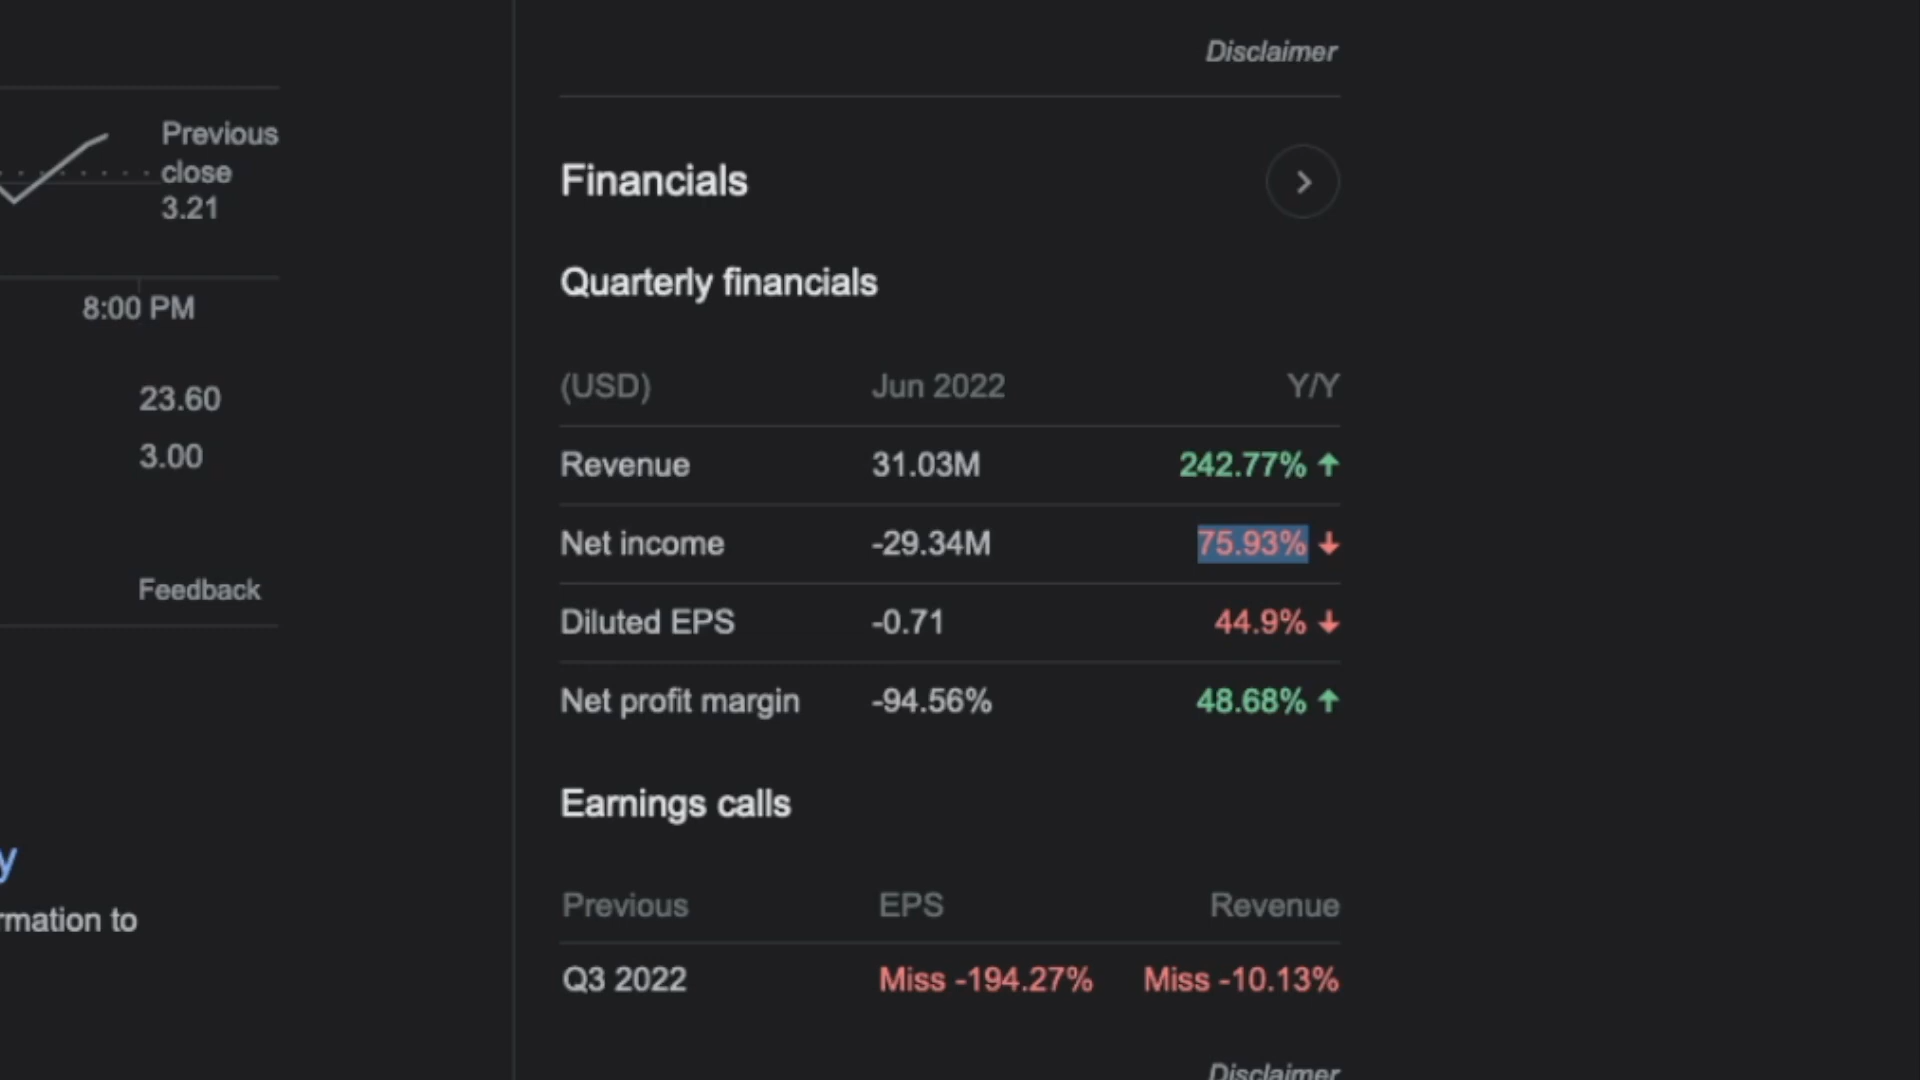 Disclaimer
Previous
close
3.21
8:00 PM
23.60
3.00
Feedback
y
rmation to
Financials
Quarterly financials
(USD) Jun 2022 Y/Y
Revenue 31.03M 242.77%
Net income -29.34M 75.93%
Diluted EPS -0.71 44.9%
Net profit margin -94.56% 48.68%
Earnings calls
Previous EPS Revenue
Q3 2022 Miss -194.27% Miss -10.13%
Disclaimer